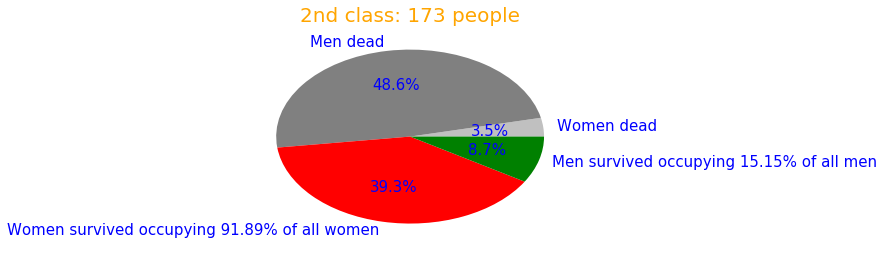 2nd class: 173 people
Men dead
48.6%
Women dead
3.5%
8.7%
Men survived occupying 15.15% of all men
39.3%
Women survived occupying 91.89% of all women